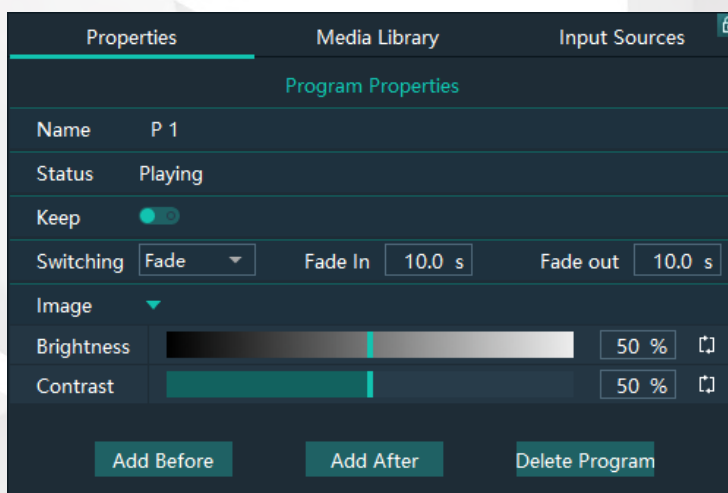 Properties Media Library Input Sources
Program Properties
Name P 1
Status Playing
Keep
Switching Fade Fade In 10.0 s Fade out 10.0 s
Image
Brightness 50 %
Contrast 50 %
Add Before Add After Delete Program